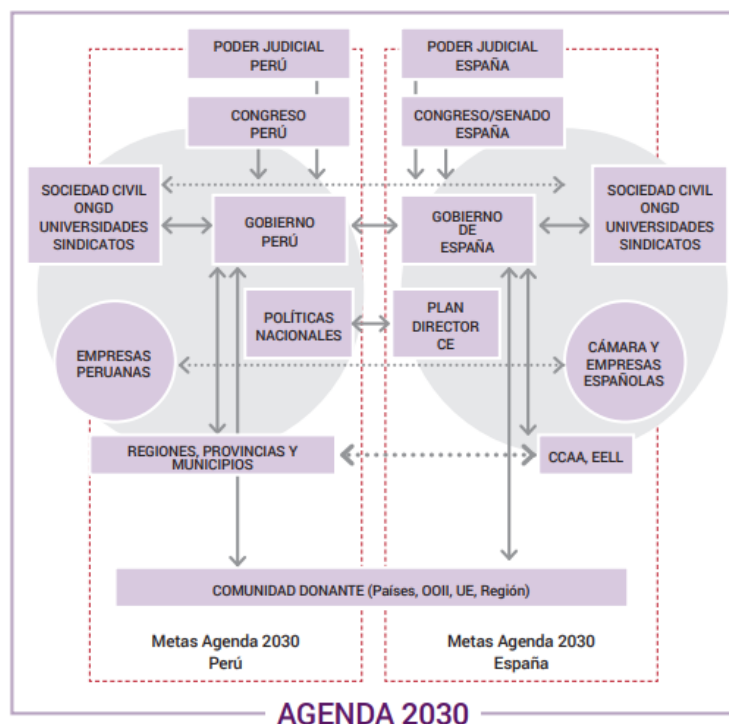 PODER JUDICIAL
PERÚ
PODER JUDICIAL
ESPAÑA
CONGRESO
PERÚ
CONGRESO/SENADO
ESPAÑA
SOCIEDAD CIVIL
ONGD
UNIVERSIDADES
SINDICATOS
GOBIERNO
PERÚ
GOBIERNO
DE
ESPAÑA
SOCIEDAD CIVIL
ONGD
UNIVERSIDADES
SINDICATOS
POLÍTICAS
NACIONALES
PLAN
DIRECTOR
CE
EMPRESAS
PERUANAS
CÁMARA Y
EMPRESAS
ESPAÑOLAS
REGIONES, PROVINCIAS Y
MUNICIPIOS
CCAA, EELL
COMUNIDAD DONANTE (Países, OOII, UE, Región)
Metas Agenda 2030
Perú
Metas Agenda 2030
España
AGENDA 2030